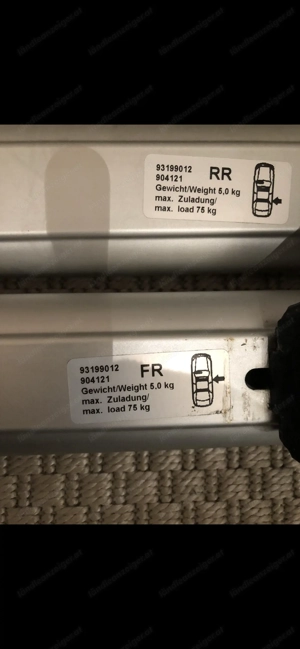 93199012 RR
904121
Gewicht/Weight 5,0 kg
max. Zuladung/
max. load 75 kg
93199012 FR
904121
Gewicht/Weight 5,0 kg
max. Zuladung/
max. load 75 kg